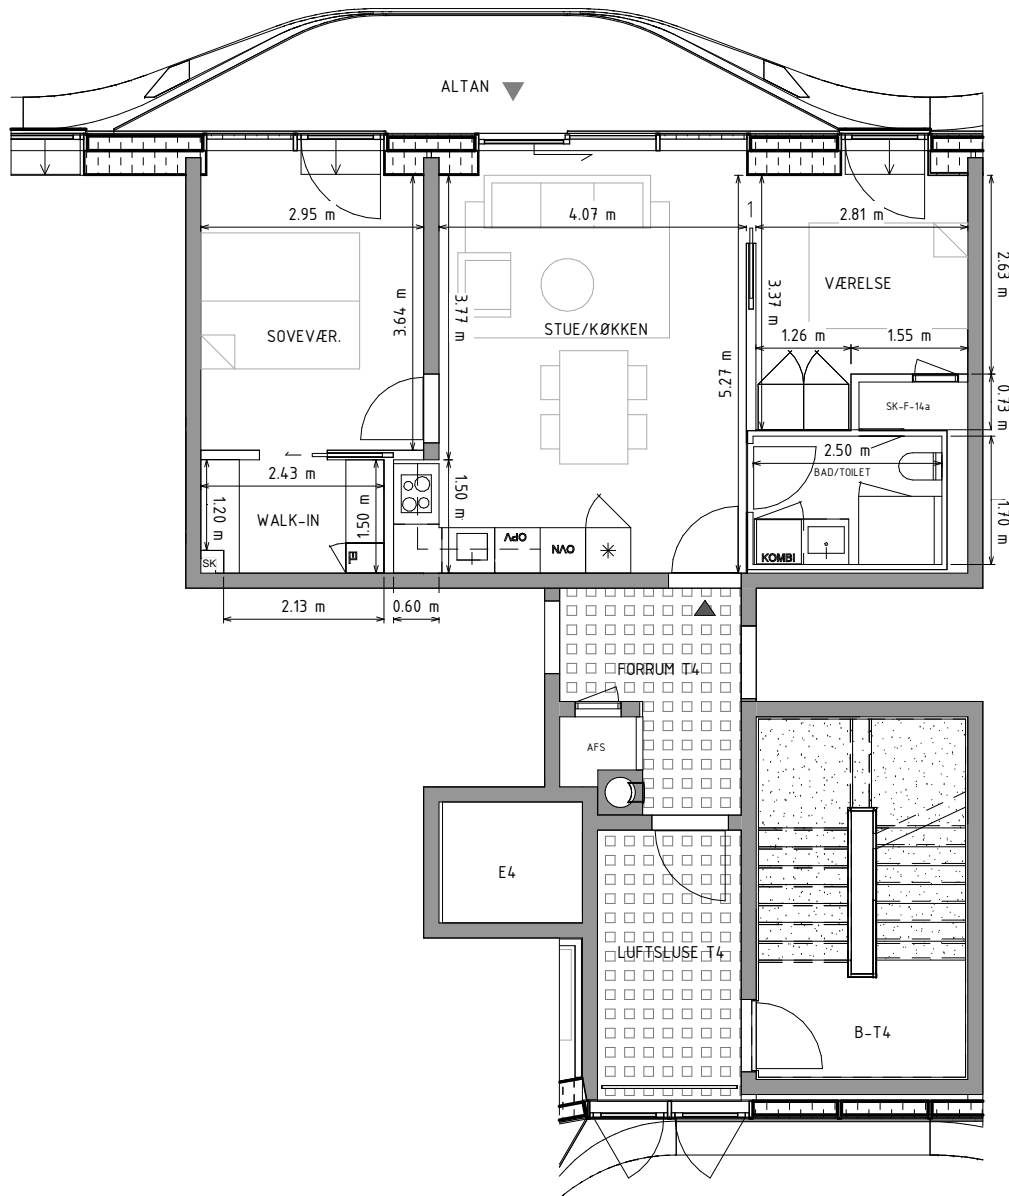 ALTAN
2.95 m
4.07 m
1
2.81 m
2.63 m
3.64 m
3.77 m
3.37 m
VÆRELSE
SOVEVÆR.
STUE/KØKKEN
1.26 m
1.55 m
5.27 m
0.73 m
SK-F-14a
2.50 m
BAD/TOILET
2.43 m
1.20 m
WALK-IN
1.50 m
1.50 m
1.70 m
OPV
OVN
EL
KOMBI
SK
2.13 m
0.60 m
FORRUM T4
AFS
E4
LUFTSLUSE T4
B-T4